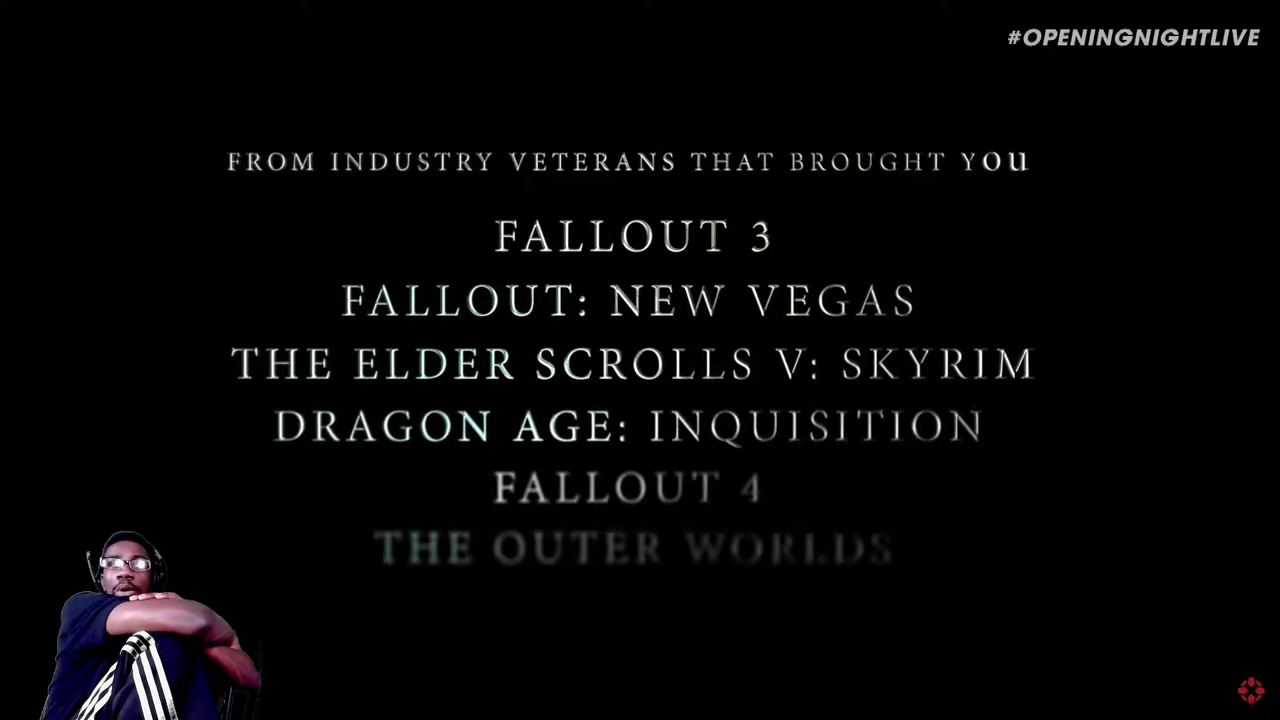 #OPENINGNIGHTLIVE
FROM INDUSTRY VETERANS THAT BROUGHT YOU
FALLOUT 3
FALLOUT: NEW VEGAS
THE ELDER SCROLLS V: SKYRIM
DRAGON AGE: INQUISITION
FALLOUT 4
THE OUTER WORLDS